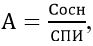 А = Сосн/СПИ,